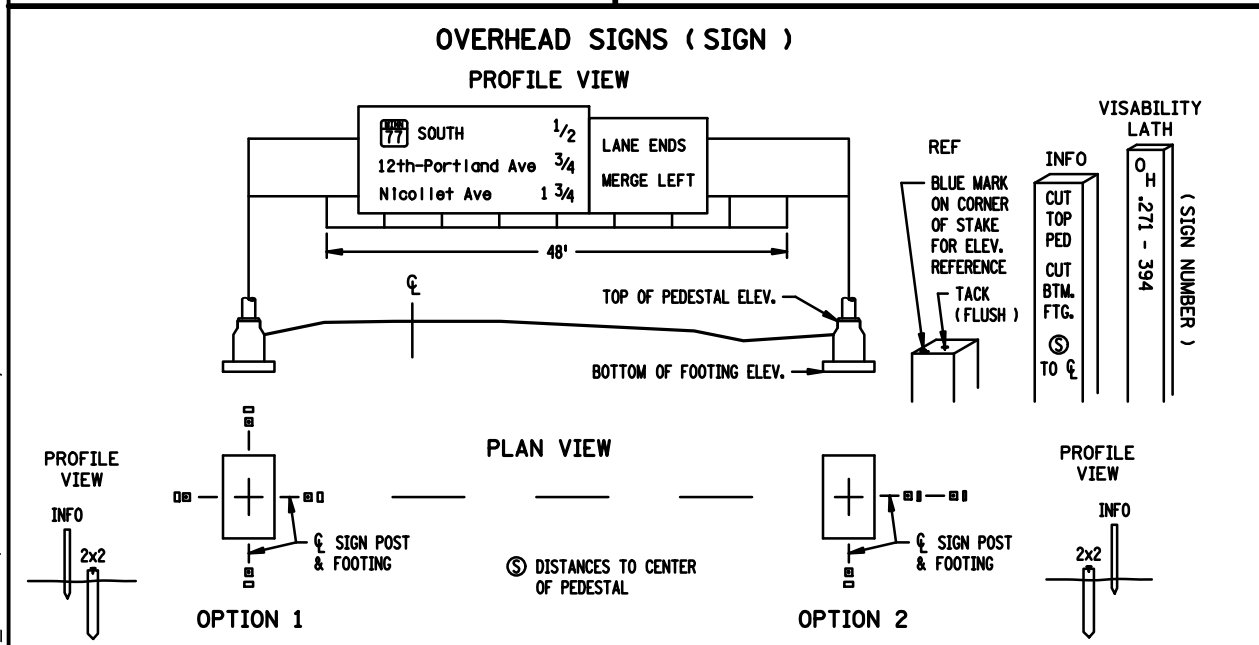 OVERHEAD SIGNS ( SIGN )
PROFILE VIEW
77 SOUTH 1/2
12th-Portland Ave 3/4
Nicollet Ave 1 3/4
LANE ENDS
MERGE LEFT
48'
℄
TOP OF PEDESTAL ELEV.
BOTTOM OF FOOTING ELEV.
REF
BLUE MARK
ON CORNER
OF STAKE
FOR ELEV.
REFERENCE
TACK
(FLUSH )
INFO
CUT
TOP
PED
CUT
BTM.
FTG.
Ⓢ
TO ℄
VISABILITY
LATH
OH .271 - 394
( SIGN NUMBER )
PLAN VIEW
PROFILE
VIEW
INFO
2x2
℄ SIGN POST
& FOOTING
OPTION 1
Ⓢ DISTANCES TO CENTER
OF PEDESTAL
℄ SIGN POST
& FOOTING
OPTION 2
PROFILE
VIEW
INFO
2x2